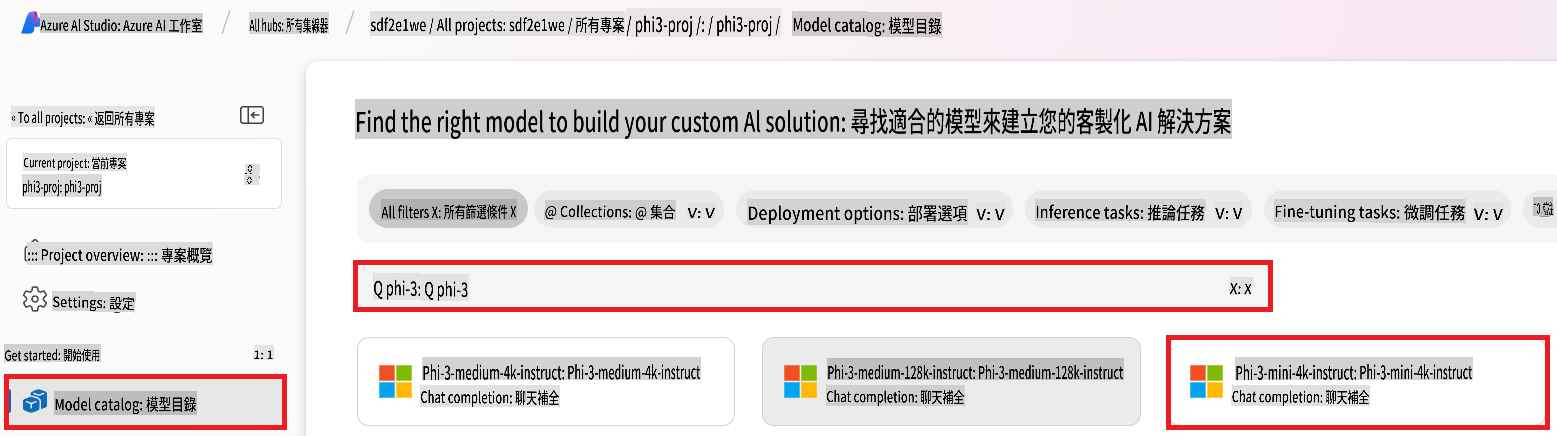 Azure Al Studio: Azure AI 工作室 / All hubs: 所有集線器 / sdf2e1we / All projects: sdf2e1we / 所有專案 / phi3-proj /: / phi3-proj / Model catalog: 模型目錄
« To all projects: « 返回所有專案
Current project: 當前專案
phi3-proj: phi3-proj
::: Project overview: ::: 專案概覽
Settings: 設定
Get started: 開始使用 1: 1
Model catalog: 模型目錄
Find the right model to build your custom Al solution: 尋找適合的模型來建立您的客製化 AI 解決方案
All filters X: 所有篩選條件 X
@ Collections: @ 集合 V: V
Deployment options: 部署選項 V: V
Inference tasks: 推論任務 V: V
Fine-tuning tasks: 微調任務 V: V
Q phi-3: Q phi-3 X: X
Phi-3-medium-4k-instruct: Phi-3-medium-4k-instruct
Chat completion: 聊天補全
Phi-3-medium-128k-instruct: Phi-3-medium-128k-instruct
Chat completion: 聊天補全
Phi-3-mini-4k-instruct: Phi-3-mini-4k-instruct
Chat completion: 聊天補全